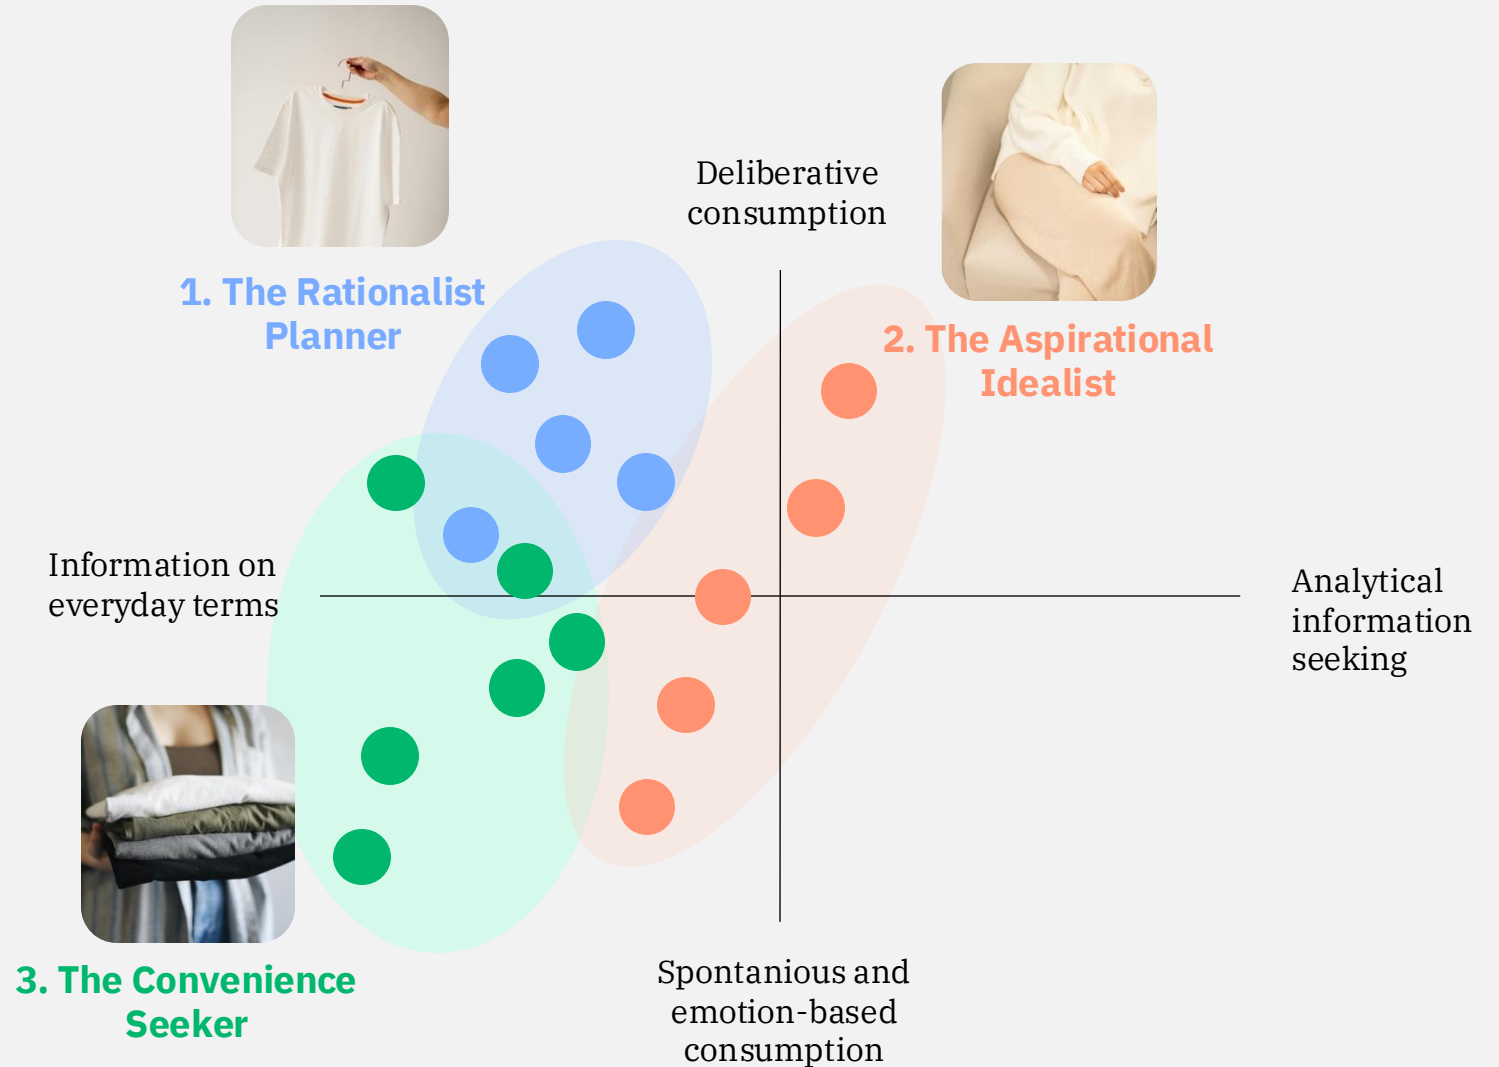 Deliberative
consumption
1. The Rationalist
Planner
2. The Aspirational
Idealist
Information on
everyday terms
Analytical
information
seeking
3. The Convenience
Seeker
Spontanious and
emotion-based
consumption